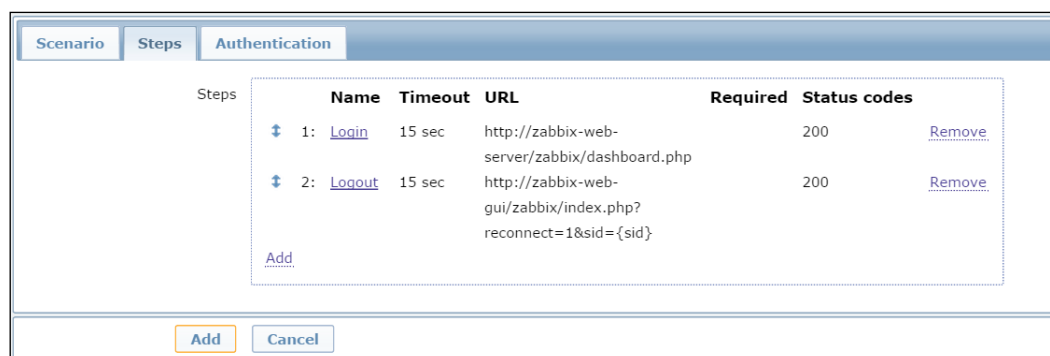 Scenario Steps Authentication
Steps Name Timeout URL Required Status codes
1: Login 15 sec http://zabbix-web- 200 Remove
server/zabbix/dashboard.php
2: Logout 15 sec http://zabbix-web- 200 Remove
gui/zabbix/index.php?
reconnect=1&sid={sid}
Add
Add Cancel